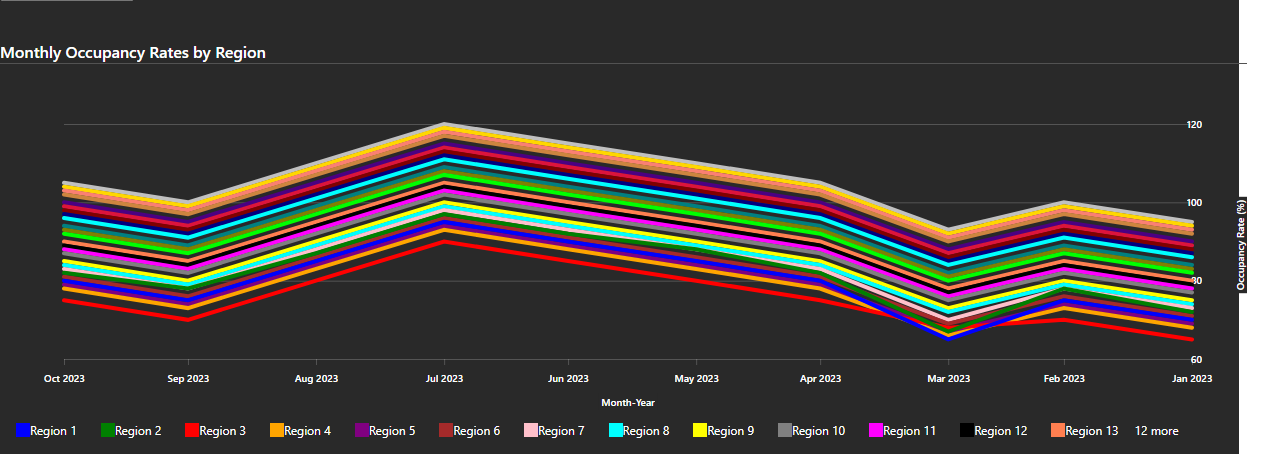 Monthly Occupancy Rates by Region
120
100
80
60
Occupancy Rate (%)
Oct 2023 Sep 2023 Aug 2023 Jul 2023 Jun 2023 May 2023 Apr 2023 Mar 2023 Feb 2023 Jan 2023
Month-Year
Region 1 Region 2 Region 3 Region 4 Region 5 Region 6 Region 7 Region 8 Region 9 Region 10 Region 11 Region 12 Region 13 12 more